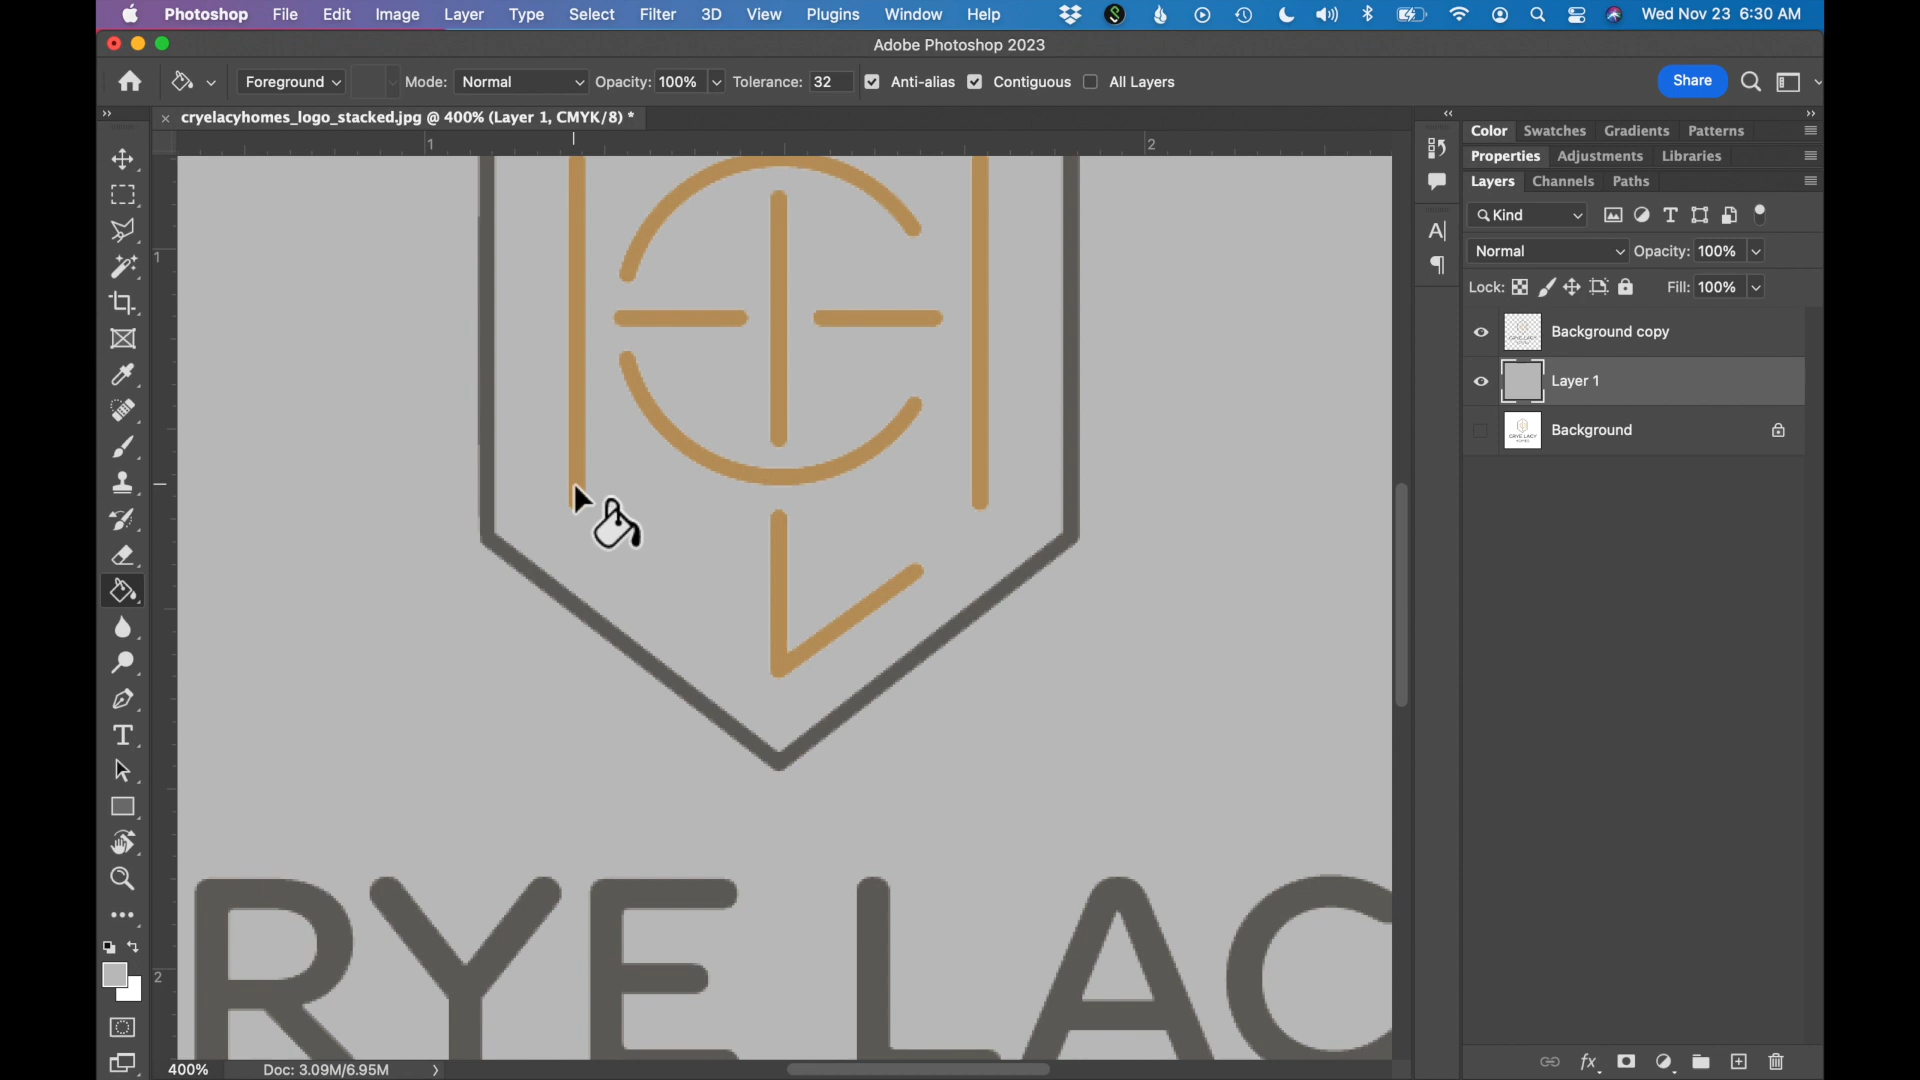 Photoshop File Edit Image Layer Type Select Filter 3D View Plugins Window Help Wed Nov 23 6:30 AM
Adobe Photoshop 2023
Foreground Mode: Normal Opacity: 100% Tolerance: 32 Anti-alias Contiguous All Layers Share
cryelacyhomes_logo_stacked.jpg @ 400% (Layer 1, CMYK/8) *
Color Swatches Gradients Patterns
Properties Adjustments Libraries
Layers Channels Paths
Kind
Normal Opacity: 100%
Lock: Fill: 100%
Background copy
Layer 1
Background
1 2
1
2
RYE LAC
400% Doc: 3.09M/6.95M